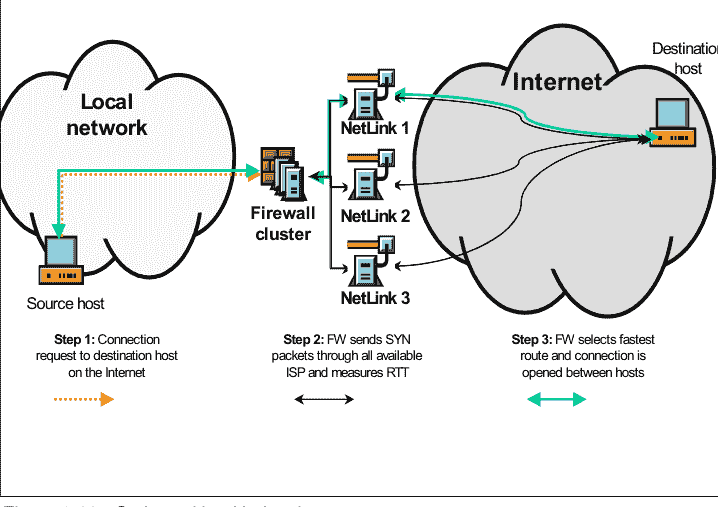 Local
network
Internet
Destination
host
NetLink 1
NetLink 2
NetLink 3
Firewall
cluster
Source host
Step 1: Connection
request to destination host
on the Internet
Step 2: FW sends SYN
packets through all available
ISP and measures RTT
Step 3: FW selects fastest
route and connection is
opened between hosts